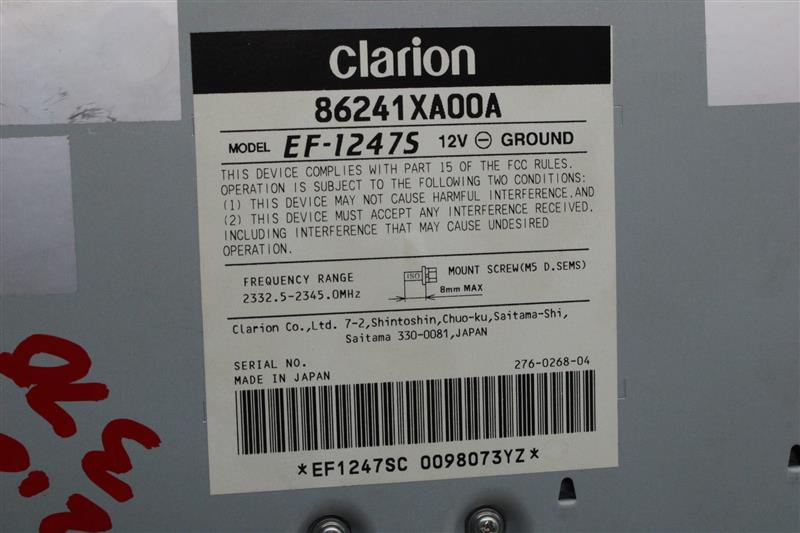 clarion
86241XA00A
MODEL EF-1247S 12V ⊖ GROUND
THIS DEVICE COMPLIES WITH PART 15 OF THE FCC RULES.
OPERATION IS SUBJECT TO THE FOLLOWING TWO CONDITIONS:
(1) THIS DEVICE MAY NOT CAUSE HARMFUL INTERFERENCE,AND
(2) THIS DEVICE MUST ACCEPT ANY INTERFERENCE RECEIVED,
INCLUDING INTERFERENCE THAT MAY CAUSE UNDESIRED
OPERATION.
FREQUENCY RANGE
2332.5-2345.0MHz
ISO MOUNT SCREW(M5 D.SEMS)
8mm MAX
Clarion Co.,Ltd. 7-2,Shintoshin,Chuo-ku,Saitama-Shi,
Saitama 330-0081,JAPAN
SERIAL NO. 276-0268-04
MADE IN JAPAN
*EF1247SC 0098073YZ*